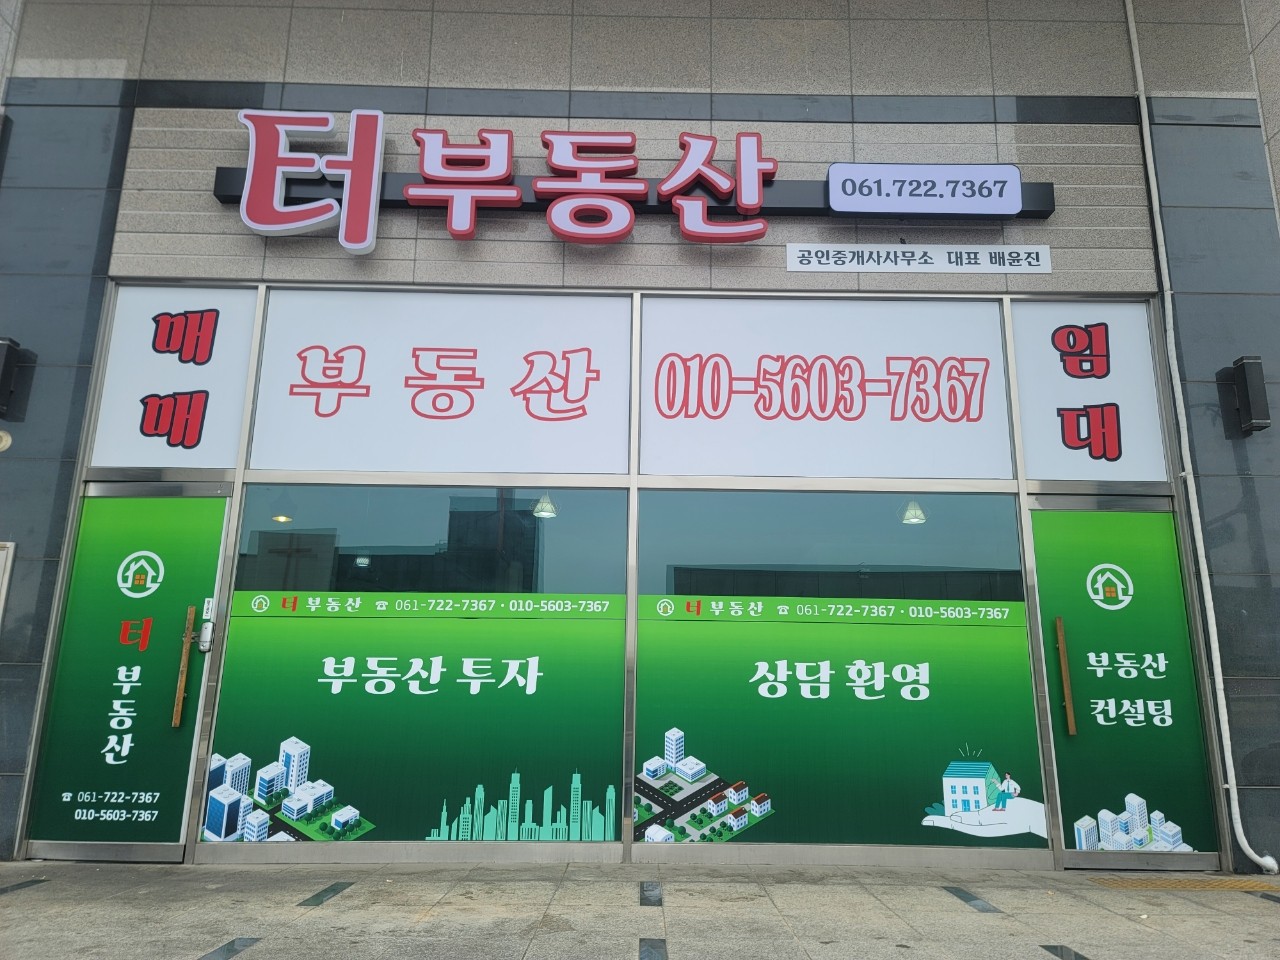 터 부동산
061.722.7367
공인중개사사무소 대표 배윤진
매매
부동산
010-5603-7367
임대
터 부동산 ☎ 061-722-7367 · 010-5603-7367
터 부동산 ☎ 061-722-7367 · 010-5603-7367
터
부동산
☎ 061-722-7367
010-5603-7367
부동산 투자
상담 환영
부동산
컨설팅